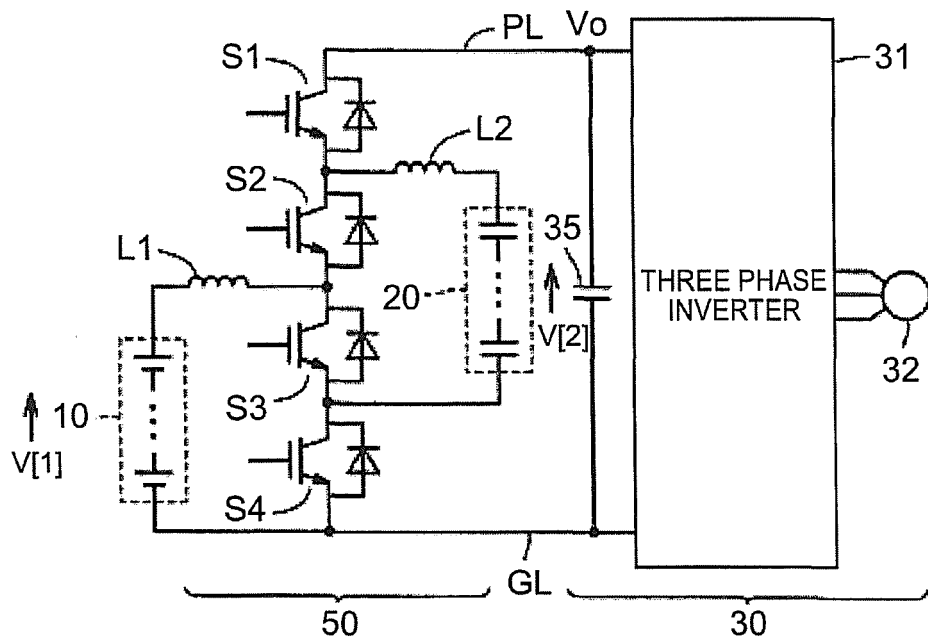 PL
Vo
S1
31
L2
S2
35
L1
THREE PHASE
INVERTER
20
V[2]
32
10
S3
V[1]
S4
GL
50
30